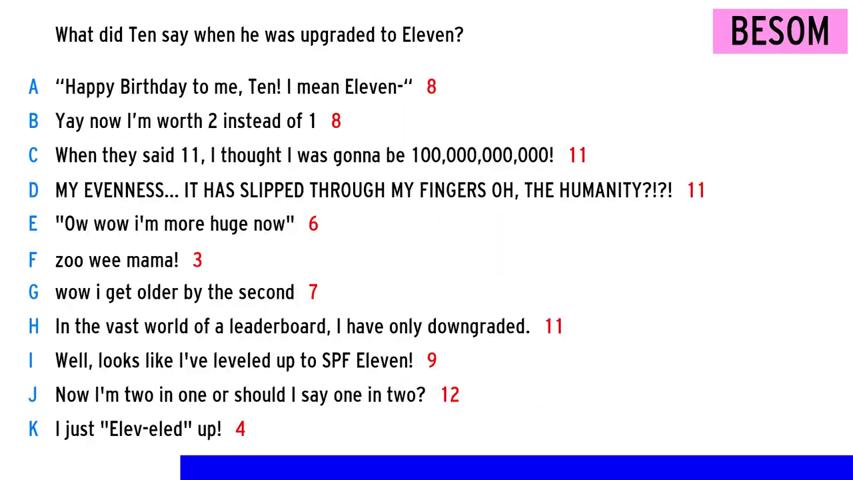 What did Ten say when he was upgraded to Eleven?
BESOM
A “Happy Birthday to me, Ten! I mean Eleven-“ 8
B Yay now I’m worth 2 instead of 1 8
C When they said 11, I thought I was gonna be 100,000,000,000! 11
D MY EVENNESS... IT HAS SLIPPED THROUGH MY FINGERS OH, THE HUMANITY?!?! 11
E "Ow wow i'm more huge now" 6
F zoo wee mama! 3
G wow i get older by the second 7
H In the vast world of a leaderboard, I have only downgraded. 11
I Well, looks like I've leveled up to SPF Eleven! 9
J Now I'm two in one or should I say one in two? 12
K I just "Elev-eled" up! 4